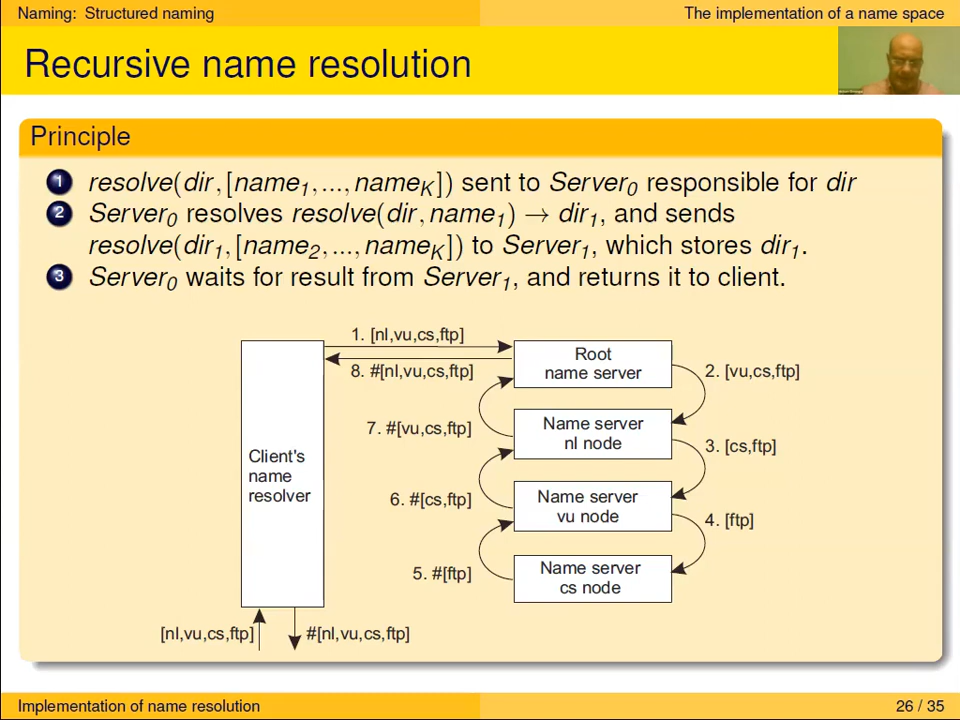 Naming: Structured naming
The implementation of a name space
Recursive name resolution
Principle
1 resolve(dir,[name1,...,nameK]) sent to Server0 responsible for dir
2 Server0 resolves resolve(dir,name1) → dir1, and sends
resolve(dir1,[name2,...,nameK]) to Server1, which stores dir1.
3 Server0 waits for result from Server1, and returns it to client.
1. [nl,vu,cs,ftp]
8. #[nl,vu,cs,ftp]
Root
name server
2. [vu,cs,ftp]
7. #[vu,cs,ftp]
Name server
nl node
3. [cs,ftp]
Client's
name
resolver
6. #[cs,ftp]
Name server
vu node
4. [ftp]
5. #[ftp]
Name server
cs node
[nl,vu,cs,ftp]
#[nl,vu,cs,ftp]
Implementation of name resolution
26 / 35